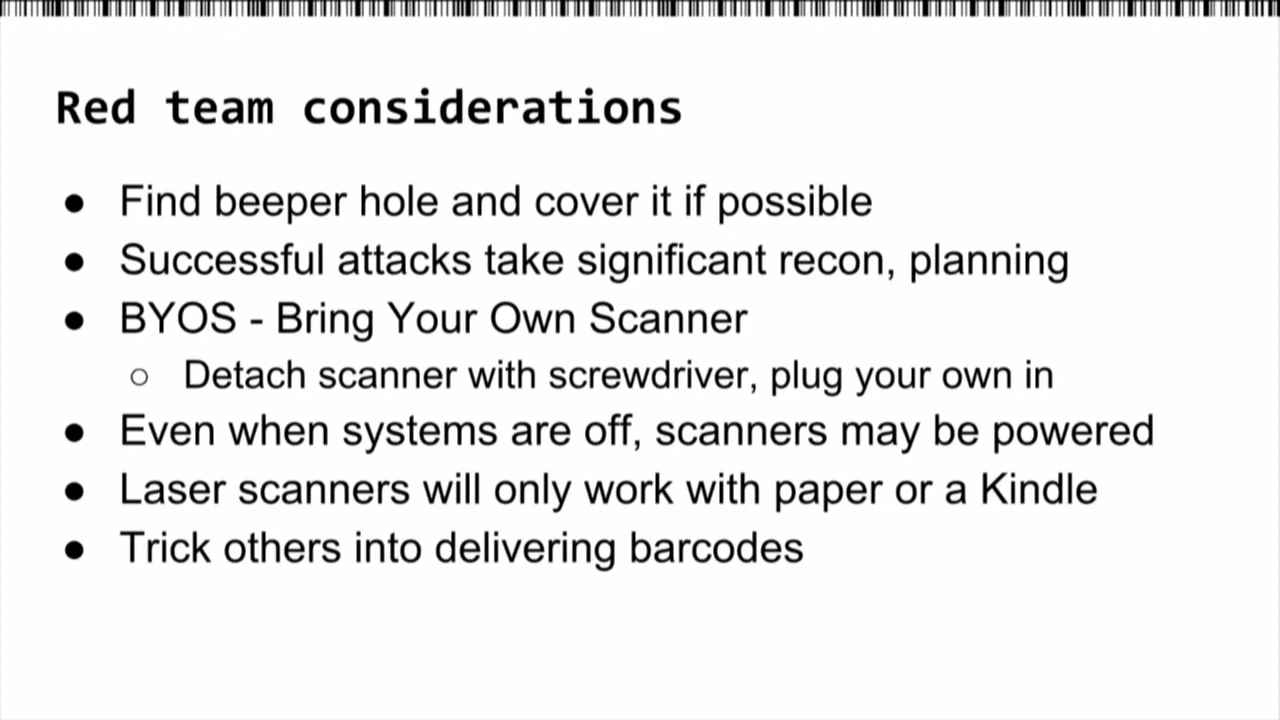 Red team considerations
● Find beeper hole and cover it if possible
● Successful attacks take significant recon, planning
● BYOS - Bring Your Own Scanner
○ Detach scanner with screwdriver, plug your own in
● Even when systems are off, scanners may be powered
● Laser scanners will only work with paper or a Kindle
● Trick others into delivering barcodes